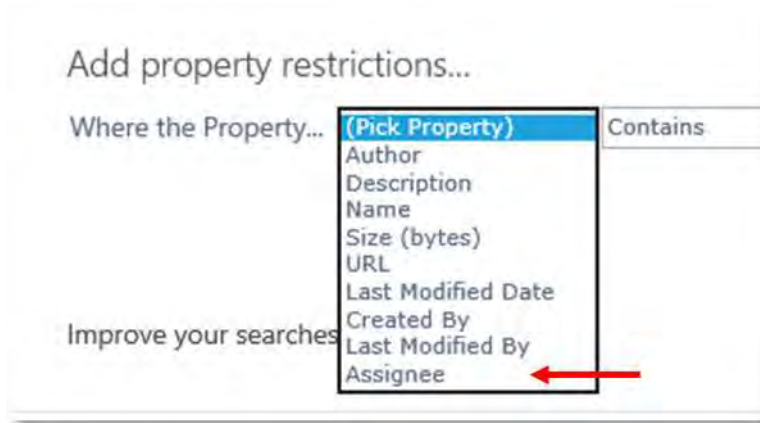 Add property restrictions...
Where the Property... (Pick Property) Contains
Author
Description
Name
Size (bytes)
URL
Last Modified Date
Created By
Improve your searches
Last Modified By
Assignee